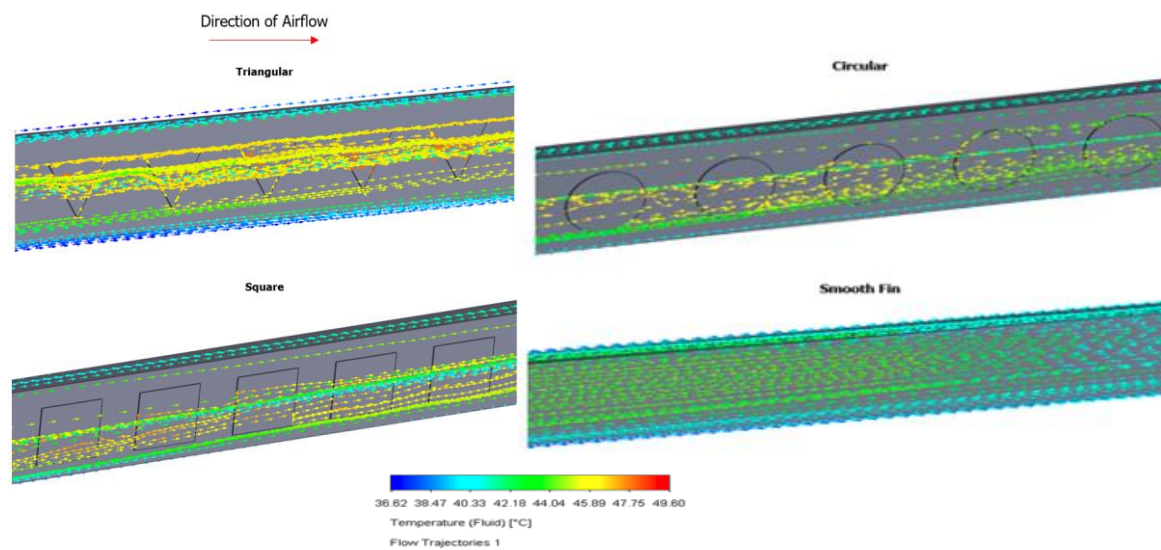 Direction of Airflow
Triangular
Circular
Square
Smooth Fin
36.62 38.47 40.33 42.18 44.04 45.89 47.75 49.60
Temperature (Fluid) [°C]
Flow Trajectories 1